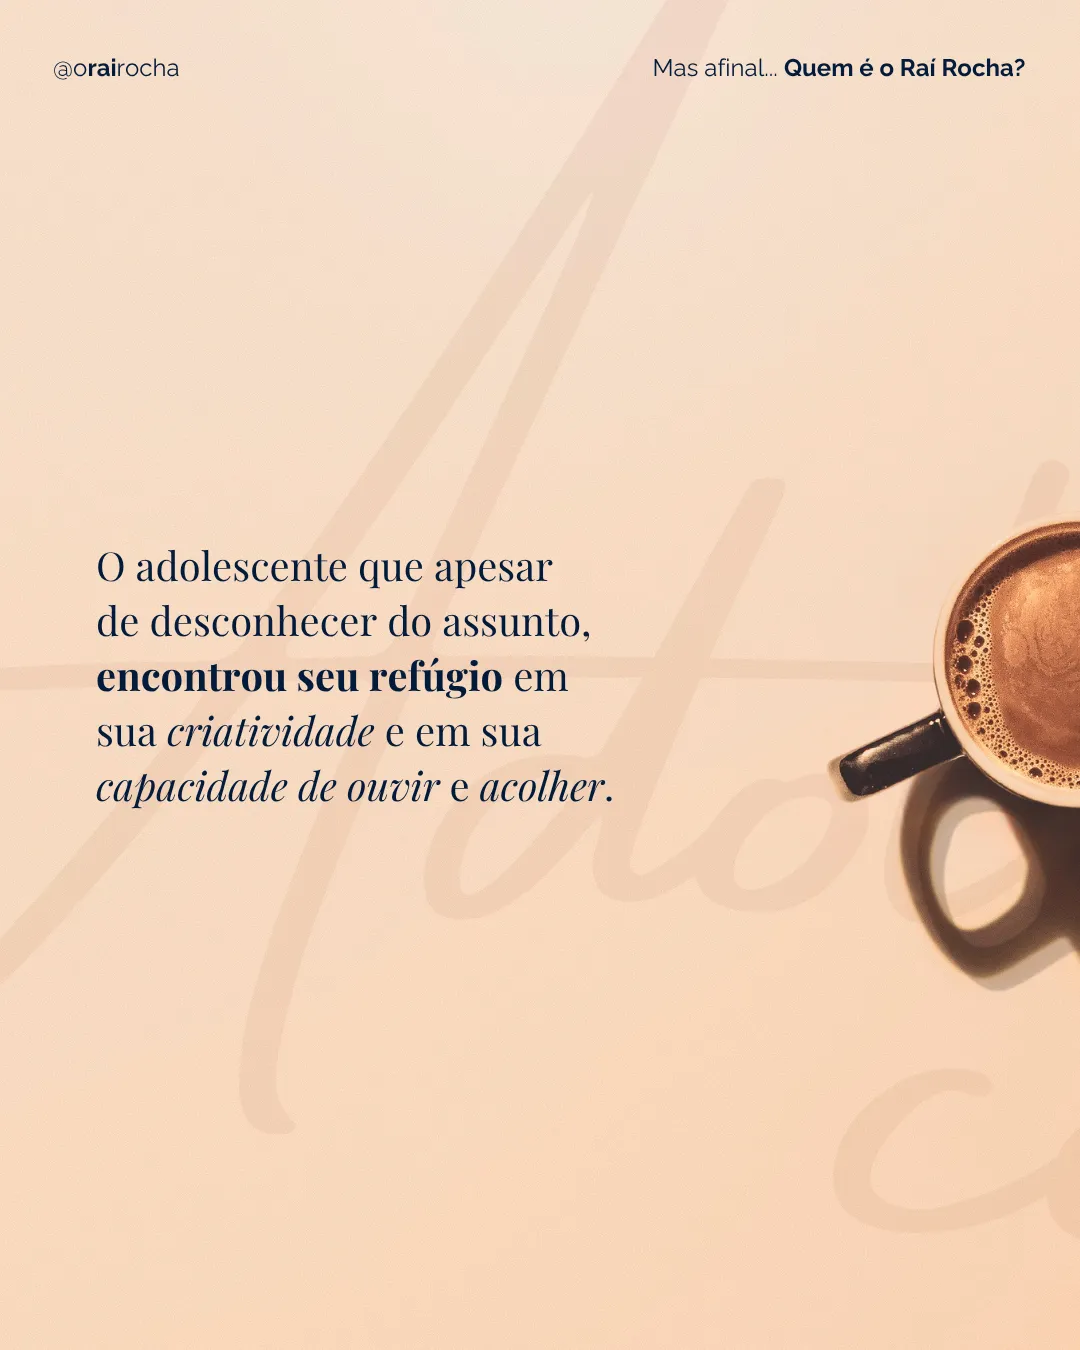 @orairocha
Mas afinal... Quem é o Raí Rocha?
O adolescente que apesar
de desconhecer do assunto,
encontrou seu refúgio em
sua criatividade e em sua
capacidade de ouvir e acolher.